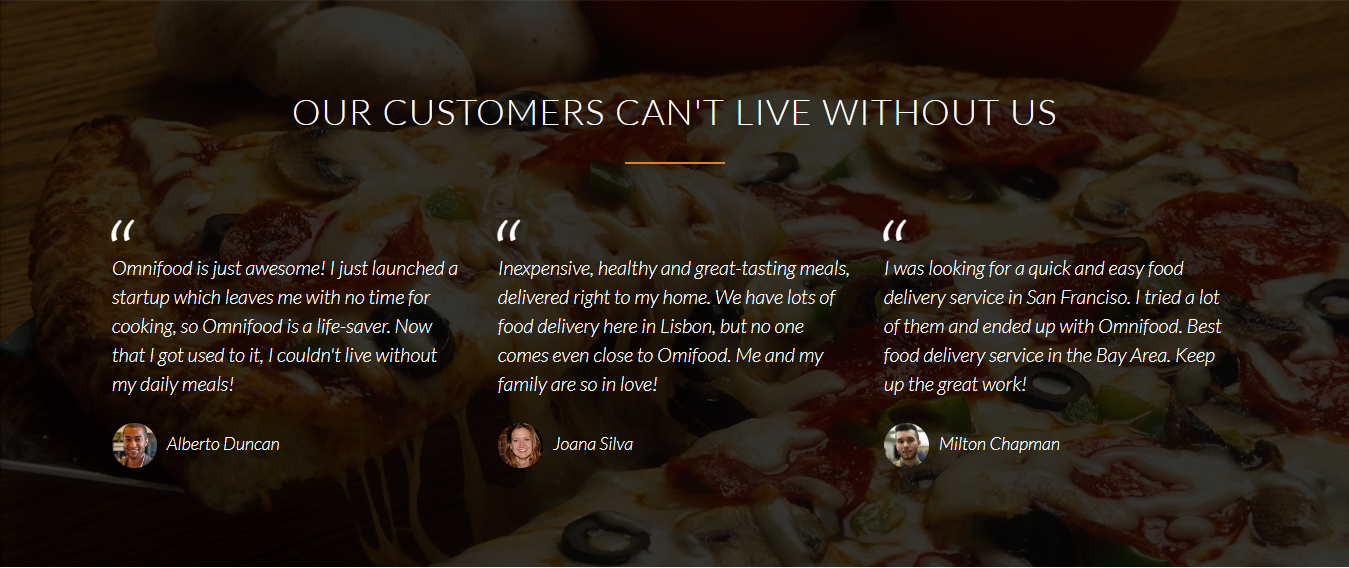 OUR CUSTOMERS CAN'T LIVE WITHOUT US
“
Omnifood is just awesome! I just launched a
startup which leaves me with no time for
cooking, so Omnifood is a life-saver. Now
that I got used to it, I couldn't live without
my daily meals!
Alberto Duncan
“
Inexpensive, healthy and great-tasting meals,
delivered right to my home. We have lots of
food delivery here in Lisbon, but no one
comes even close to Omifood. Me and my
family are so in love!
Joana Silva
“
I was looking for a quick and easy food
delivery service in San Franciso. I tried a lot
of them and ended up with Omnifood. Best
food delivery service in the Bay Area. Keep
up the great work!
Milton Chapman